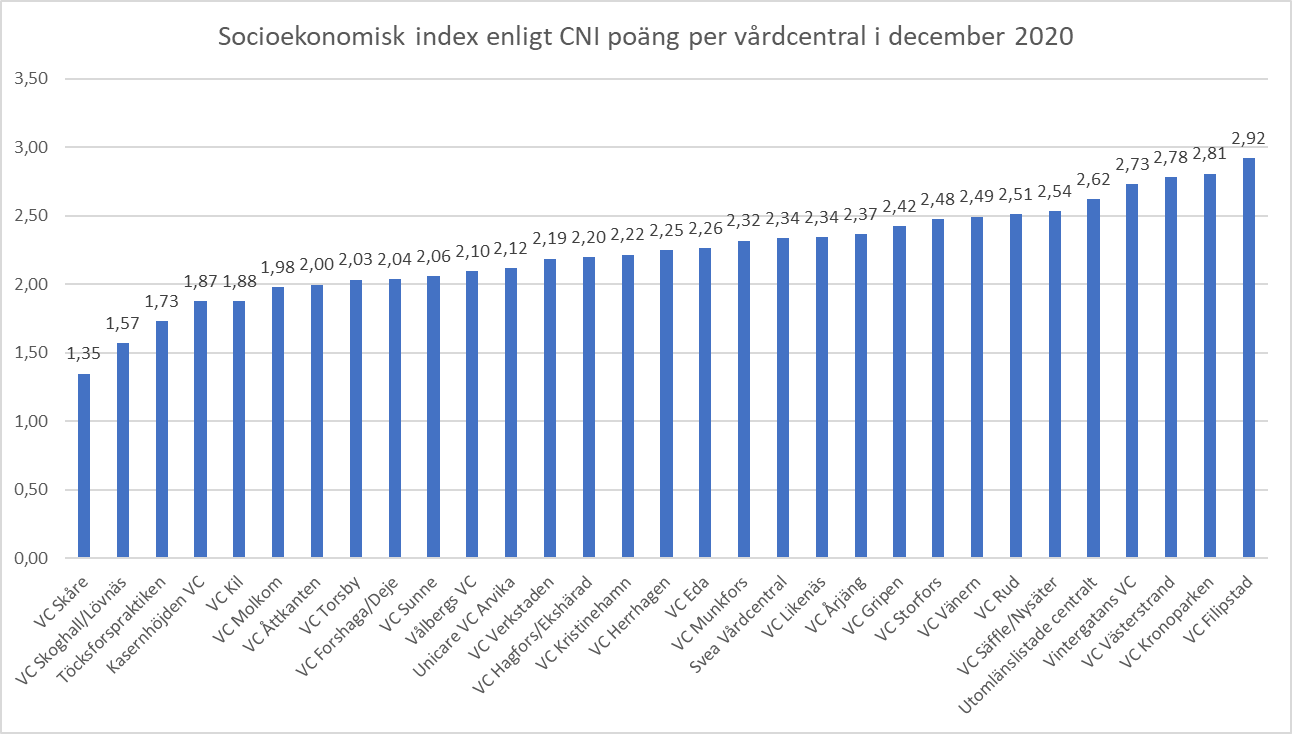 Socioekonomisk index enligt CNI poäng per vårdcentral i december 2020
3,50
3,00
2,50
2,00
1,50
1,00
0,50
0,00
1,35
1,57
1,73
1,87
1,88
1,98
2,00
2,03
2,04
2,06
2,10
2,12
2,19
2,20
2,22
2,25
2,26
2,32
2,34
2,34
2,37
2,42
2,48
2,49
2,51
2,54
2,62
2,73
2,78
2,81
2,92
VC Skåre
VC Skoghall/Lövnäs
Töcksforspraktiken
Kasernhöjden VC
VC Kil
VC Molkom
VC Åttkanten
VC Torsby
VC Forshaga/Deje
VC Sunne
Vålbergs VC
Unicare VC Arvika
VC Verkstaden
VC Hagfors/Ekshärad
VC Kristinehamn
VC Herrhagen
VC Eda
VC Munkfors
Svea Vårdcentral
VC Likenäs
VC Årjäng
VC Gripen
VC Storfors
VC Vänern
VC Rud
VC Säffle/Nysäter
Utomlänslistade centralt
Vintergatans VC
VC Västerstrand
VC Kronoparken
VC Filipstad